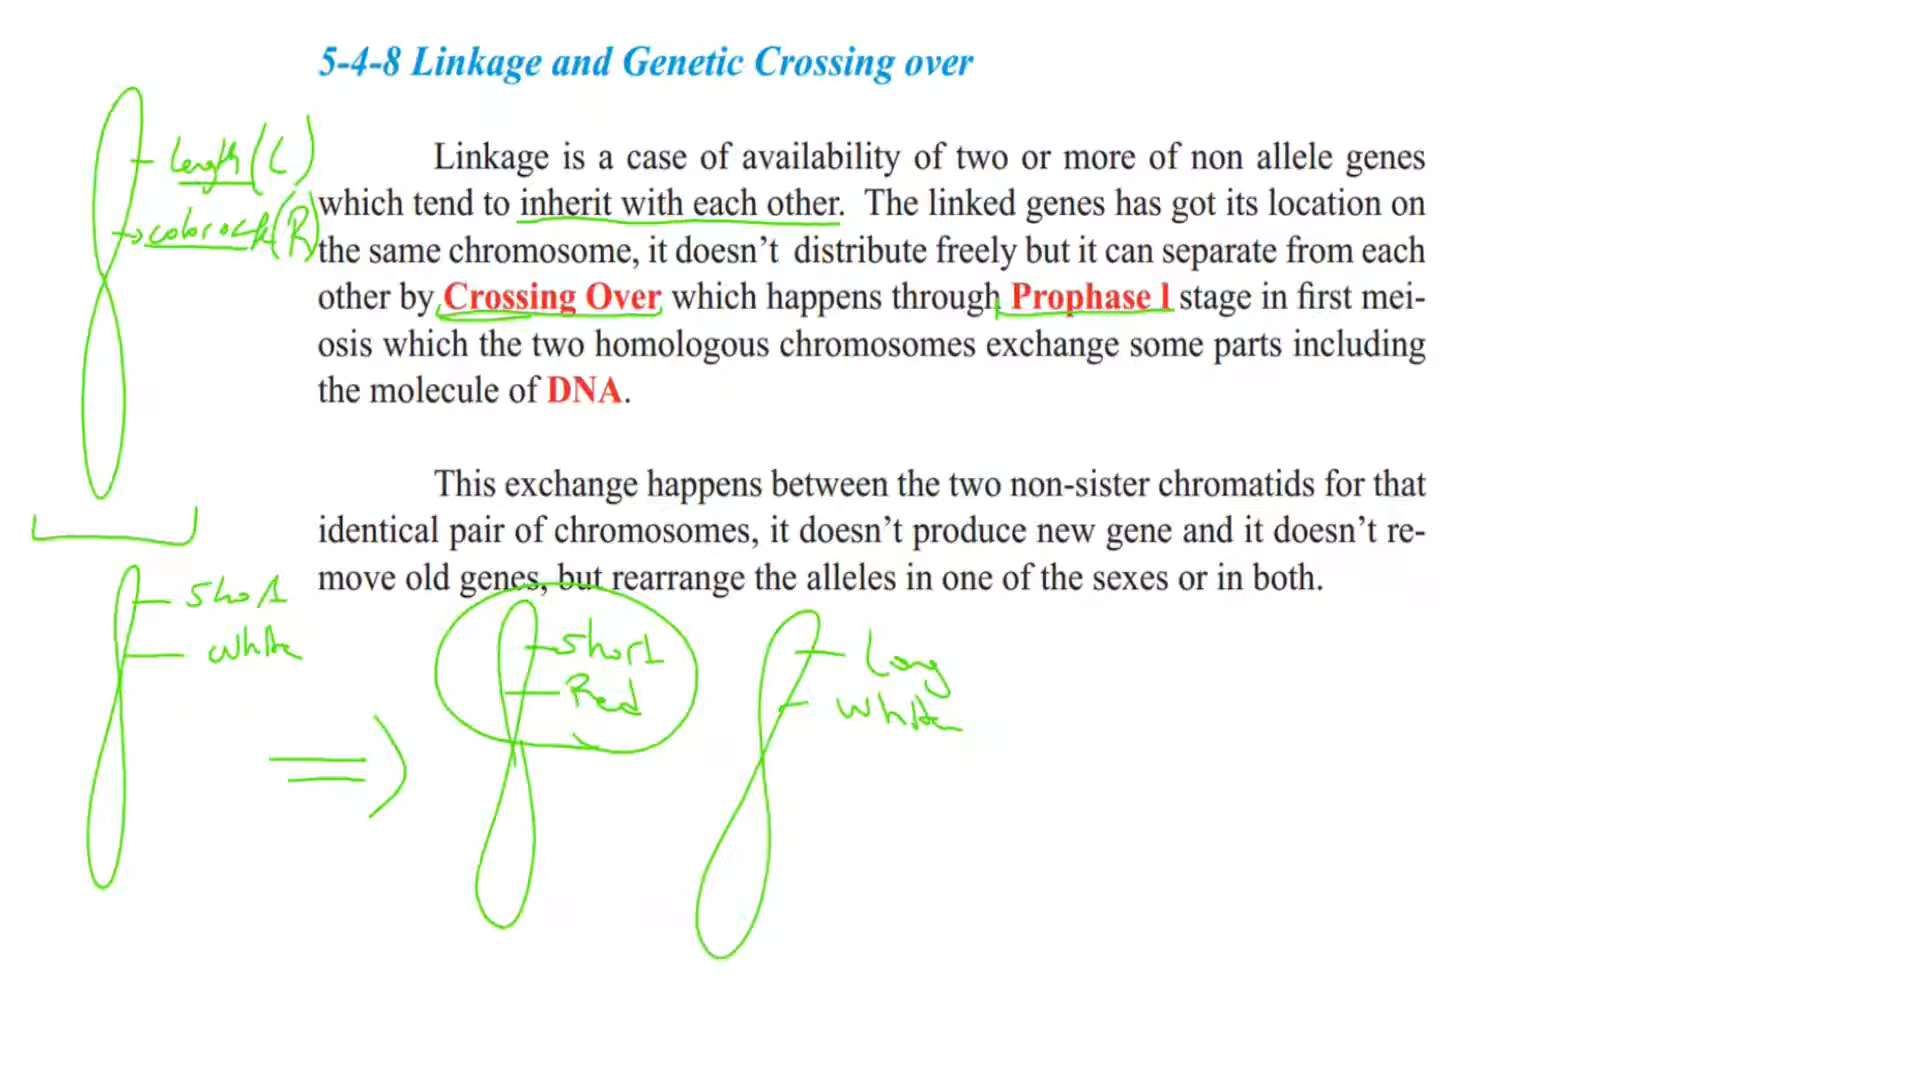 5-4-8 Linkage and Genetic Crossing over
length (L)
Linkage is a case of availability of two or more of non allele genes
which tend to inherit with each other. The linked genes has got its location on
(R)
the same chromosome, it doesn't distribute freely but it can separate from each
other by Crossing Over which happens through Prophase I stage in first mei-
osis which the two homologous chromosomes exchange some parts including
the molecule of DNA.
This exchange happens between the two non-sister chromatids for that
identical pair of chromosomes, it doesn't produce new gene and it doesn't re-
move old genes, but rearrange the alleles in one of the sexes or in both.
short
white
short
Red
Long
white